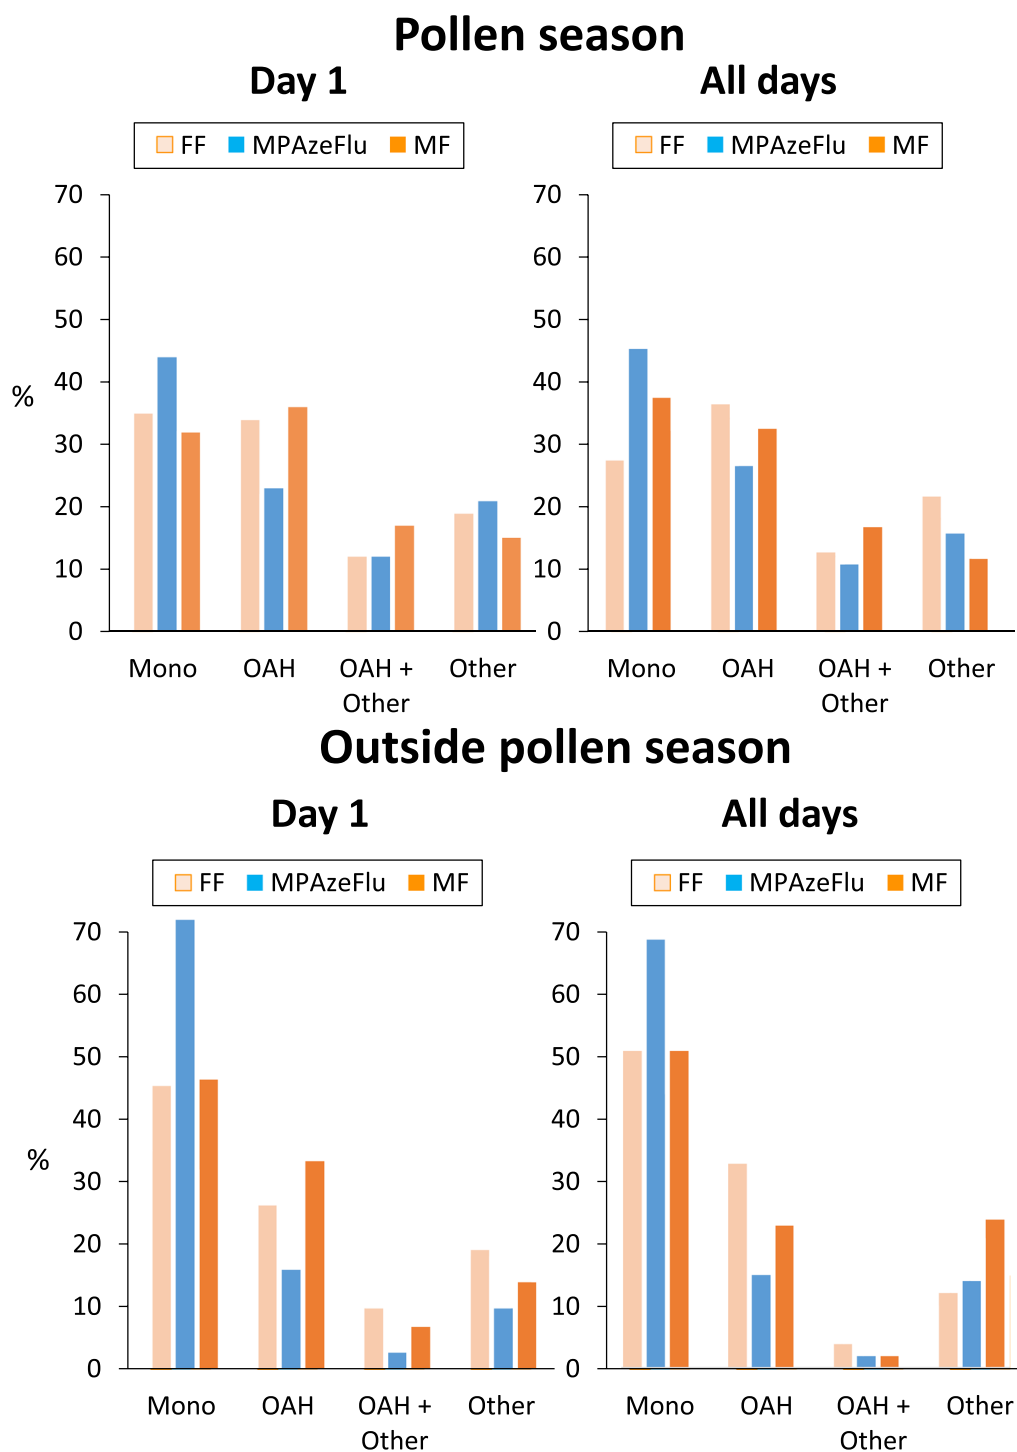 Pollen season
Day 1
All days
FF MPAzeFlu MF
FF MPAzeFlu MF
%
70
60
50
40
30
20
10
0
Mono OAH OAH + Other Other
70
60
50
40
30
20
10
0
Mono OAH OAH + Other Other
Outside pollen season
Day 1
All days
FF MPAzeFlu MF
FF MPAzeFlu MF
%
70
60
50
40
30
20
10
0
Mono OAH OAH + Other Other
70
60
50
40
30
20
10
0
Mono OAH OAH + Other Other